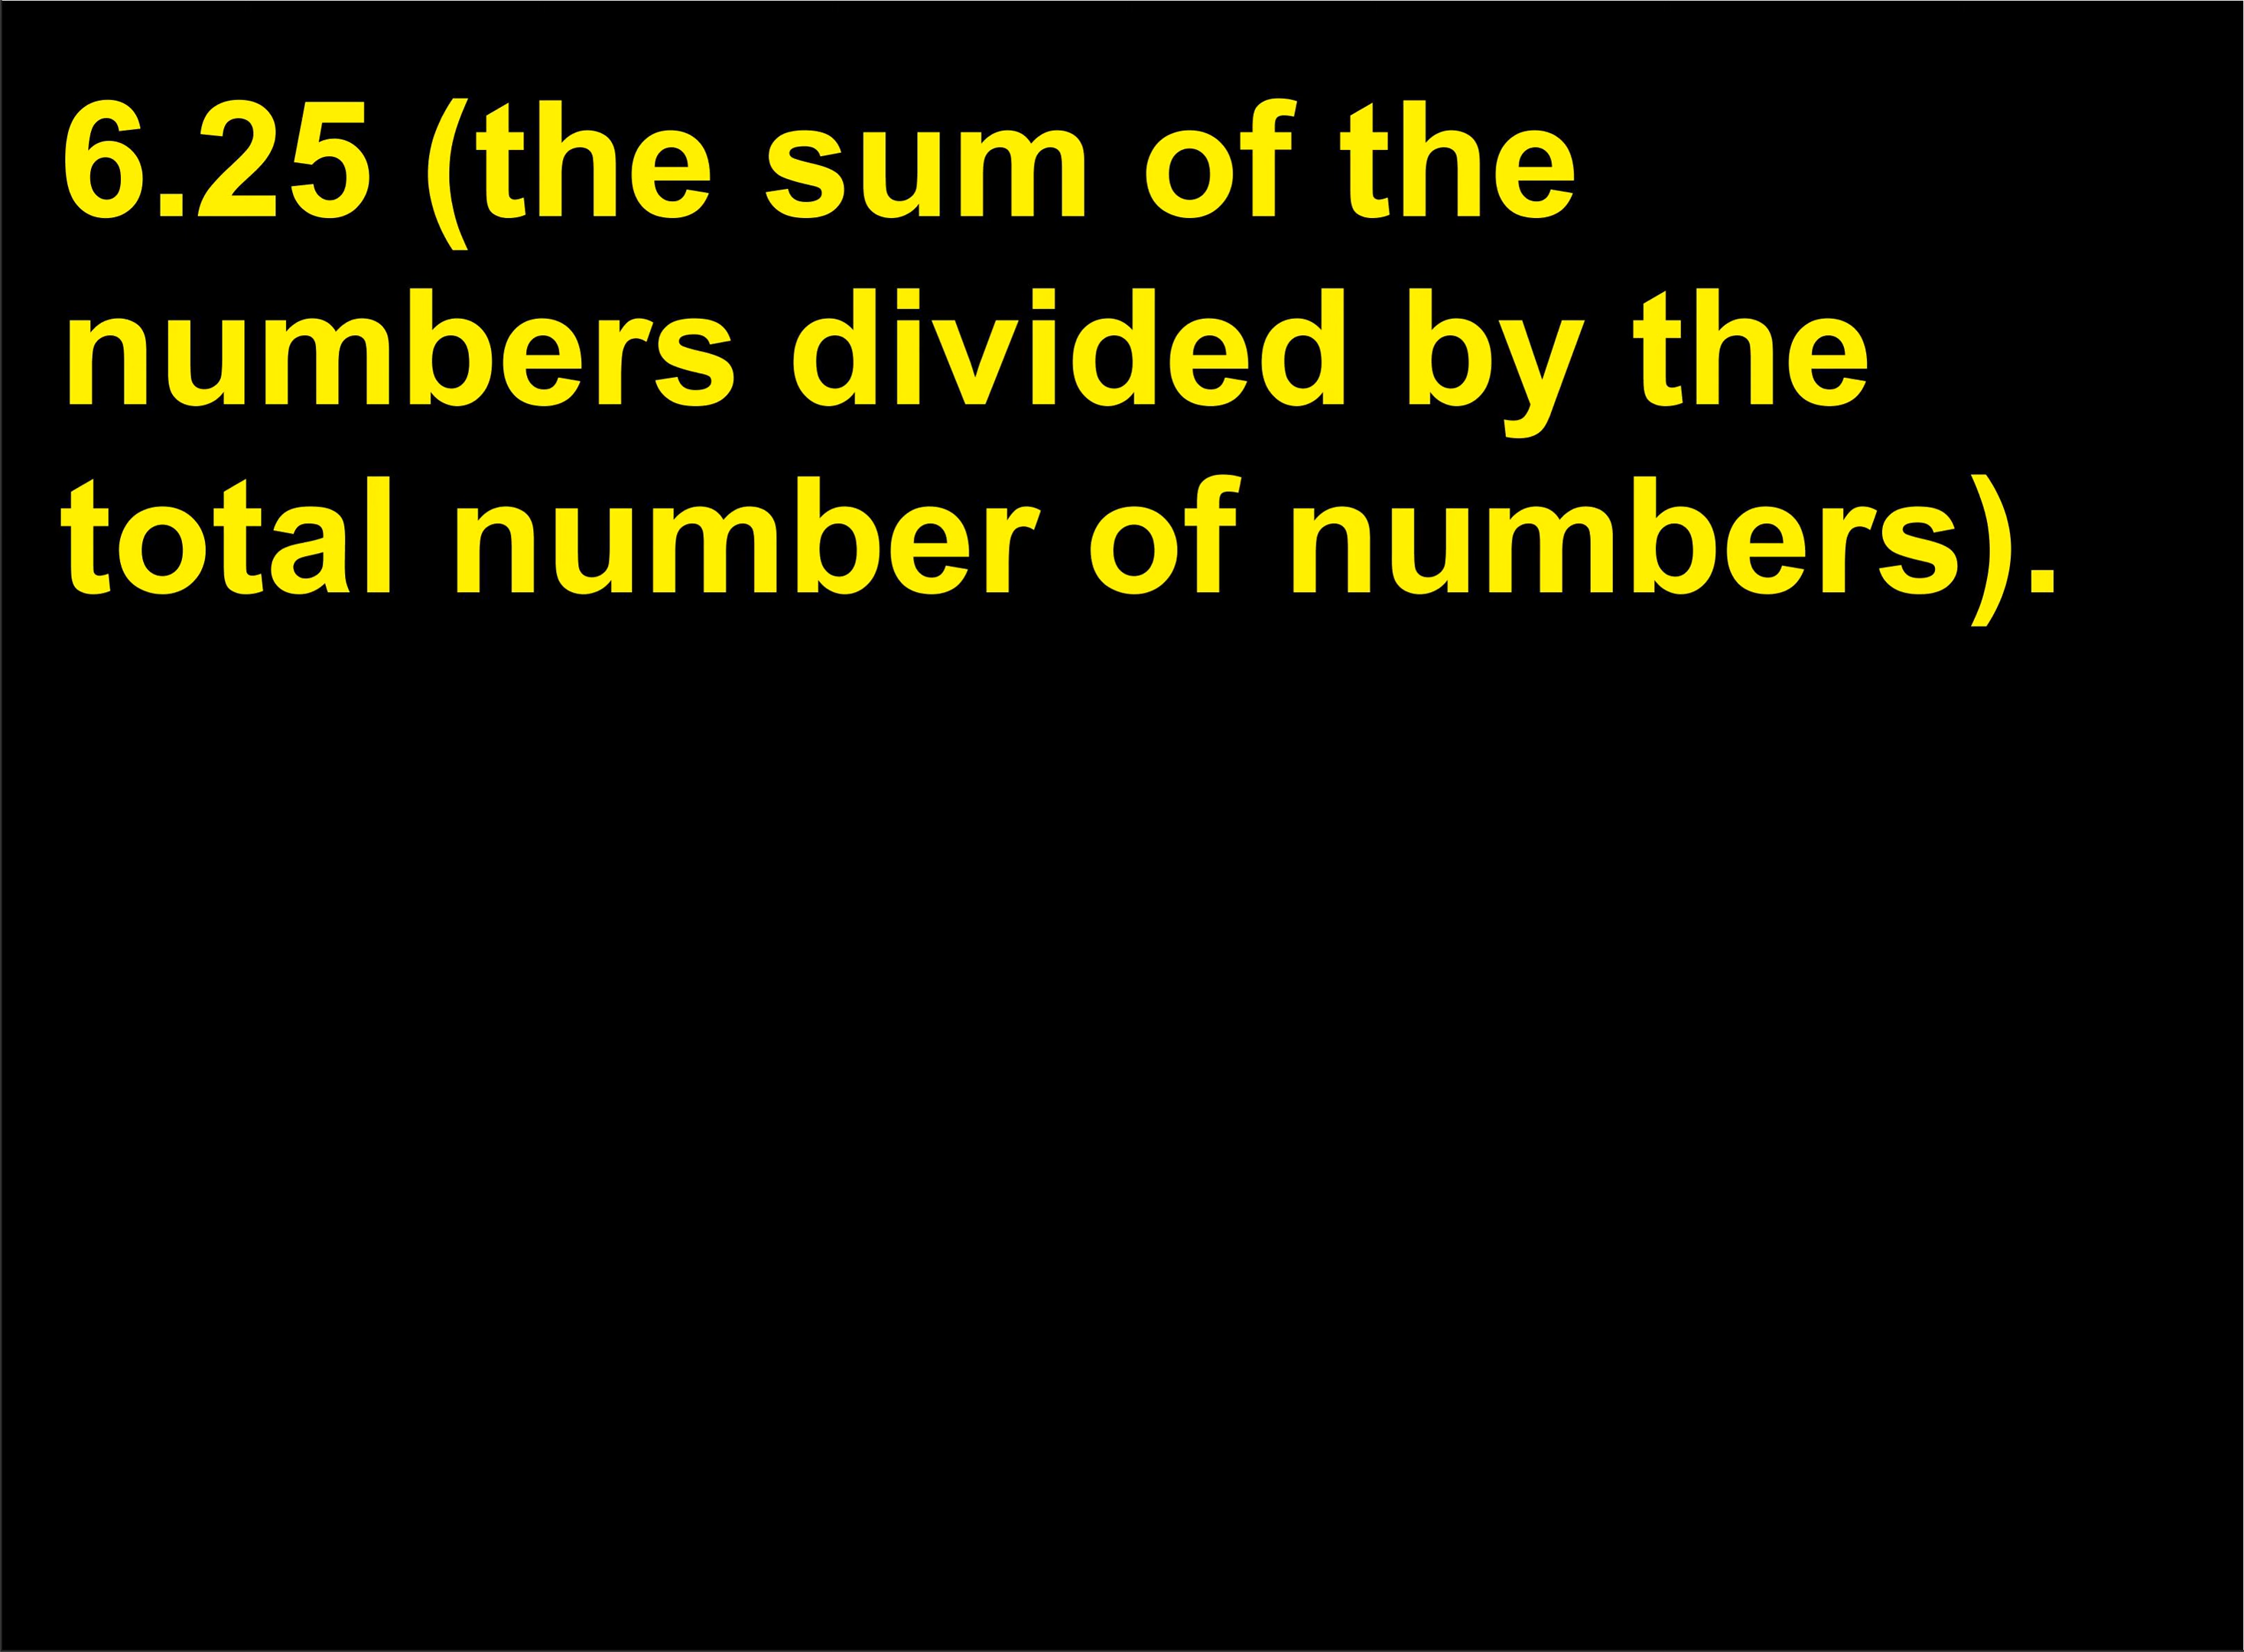 6.25 (the sum of the
numbers divided by the
total number of numbers).